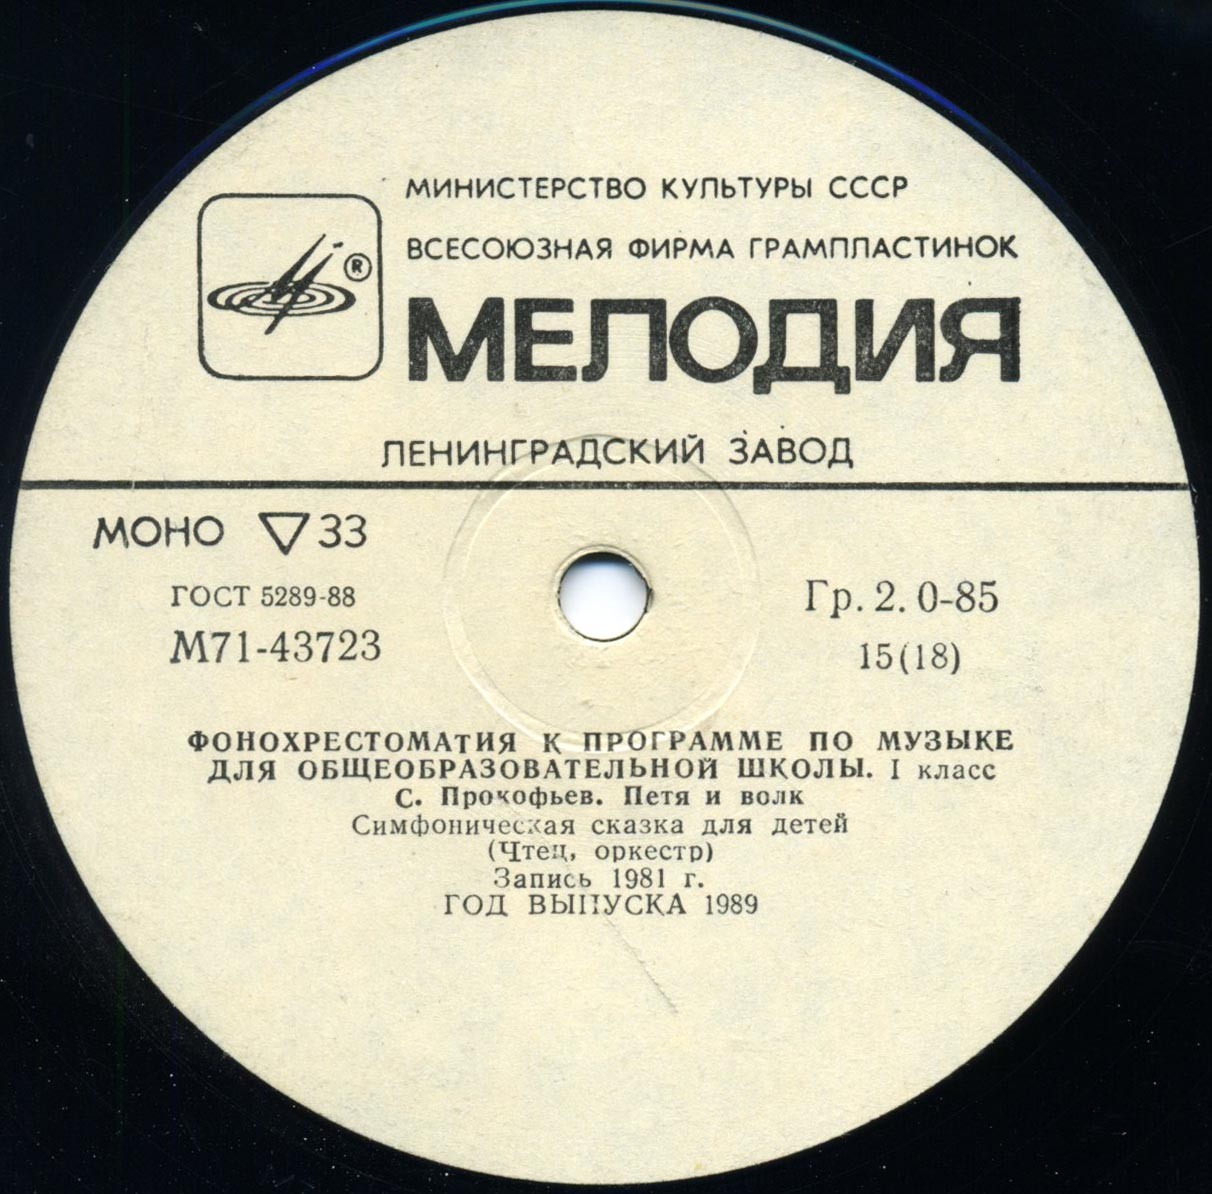 МИНИСТЕРСТВО КУЛЬТУРЫ СССР
ВСЕСОЮЗНАЯ ФИРМА ГРАМПЛАСТИНОК
®
МЕЛОДИЯ
ЛЕНИНГРАДСКИЙ ЗАВОД
МОНО ▽ 33
ГОСТ 5289-88
М71-43723
Гр. 2. 0-85
15(18)
ФОНОХРЕСТОМАТИЯ К ПРОГРАММЕ ПО МУЗЫКЕ
ДЛЯ ОБЩЕОБРАЗОВАТЕЛЬНОЙ ШКОЛЫ. I класс
С. Прокофьев. Петя и волк
Симфоническая сказка для детей
(Чтец, оркестр)
Запись 1981 г.
ГОД ВЫПУСКА 1989